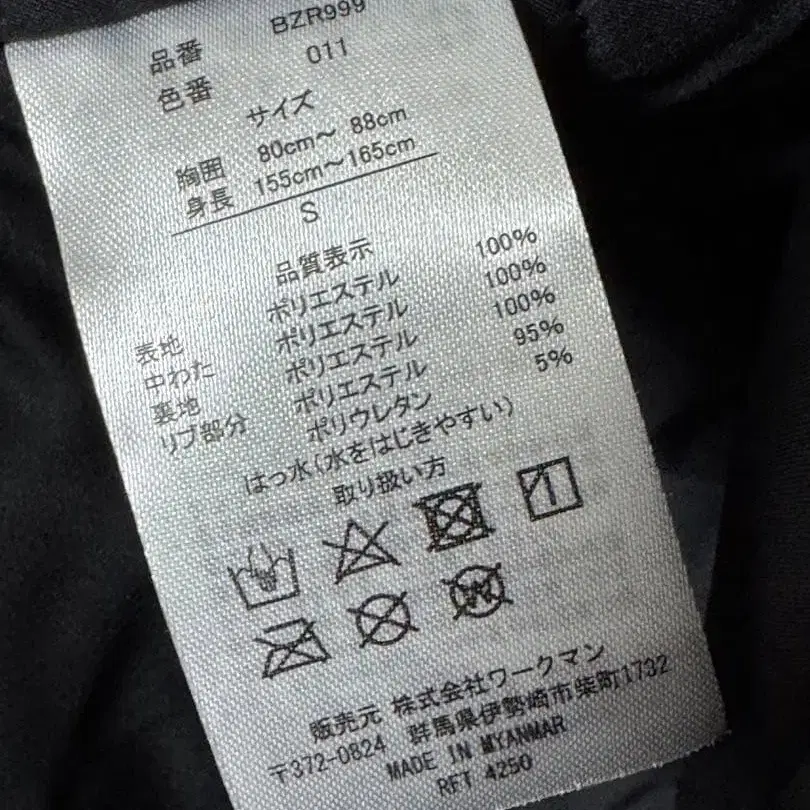 品番 BZR999
色番 011
サイズ
胸囲 80cm～ 88cm
身長 155cm～165cm
S
品質表示
表地 ポリエステル 100%
中わた ポリエステル 100%
裏地 ポリエステル 100%
リブ部分 ポリエステル 95%
ポリウレタン 5%
はっ水(水をはじきやすい)
取り扱い方
販売元 株式会社ワークマン
〒372-0824 群馬県伊勢崎市柴町1732
MADE IN MYANMAR
RFT 4250